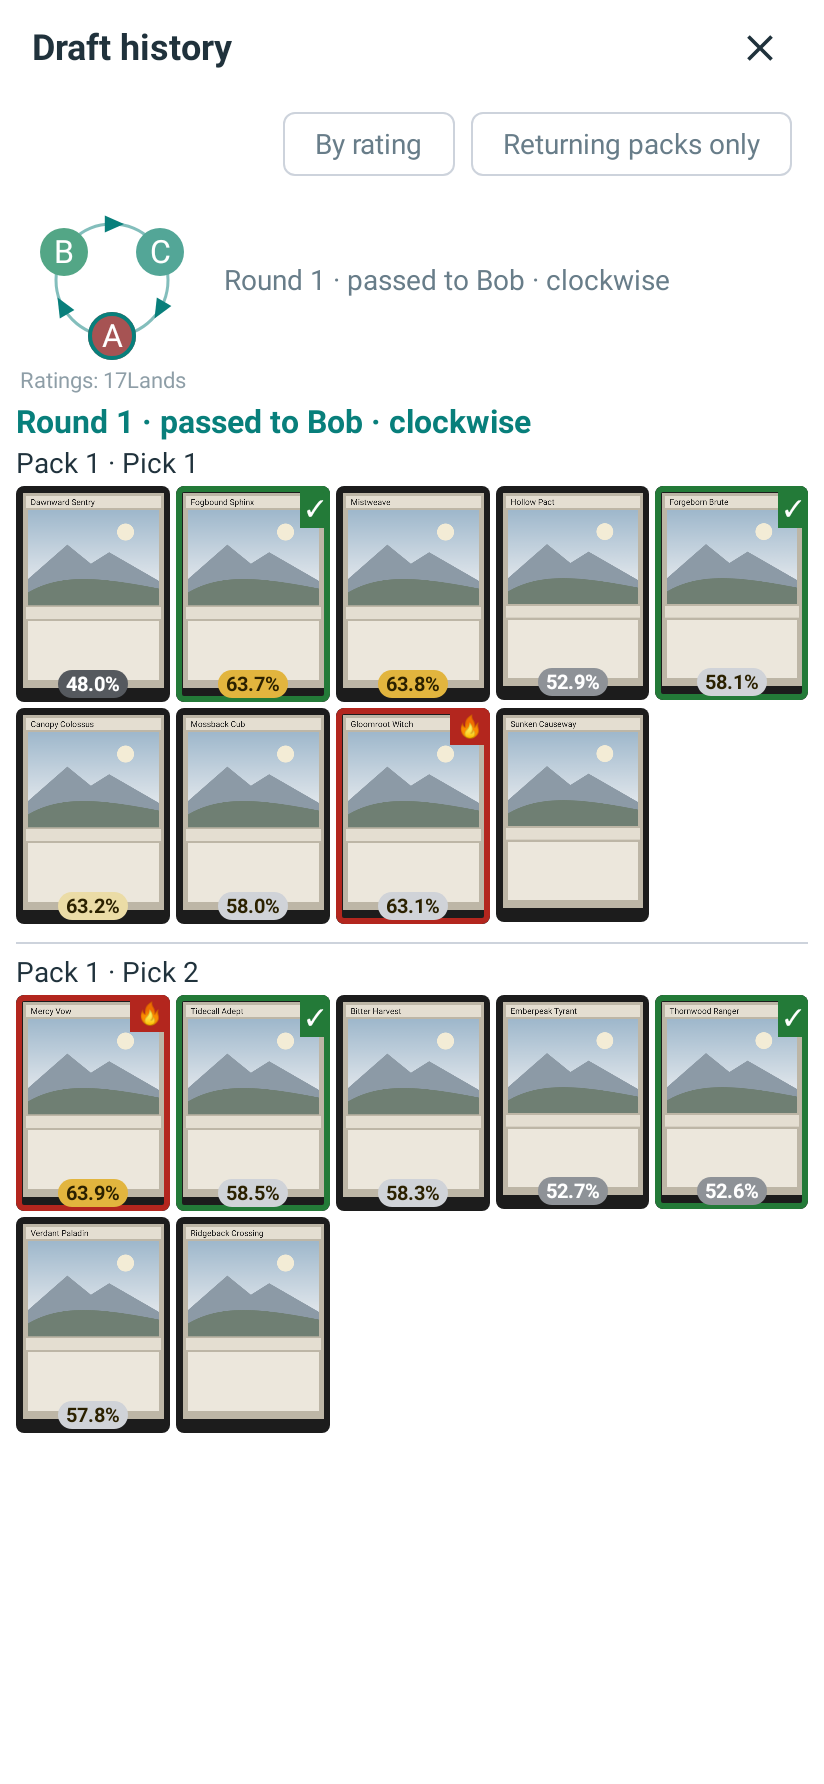 Draft history
By rating
Returning packs only
B
C
A
Round 1 · passed to Bob · clockwise
Ratings: 17Lands
Round 1 · passed to Bob · clockwise
Pack 1 · Pick 1
Dawnward Sentry
Fogbound Sphinx
Mistweave
Hollow Pact
Forgeborn Brute
48.0%
63.7%
63.8%
52.9%
58.1%
Canopy Colossus
Mossback Cub
Gloomroot Witch
Sunken Causeway
63.2%
58.0%
63.1%
Pack 1 · Pick 2
Mercy Vow
Tidecall Adept
Bitter Harvest
Emberpeak Tyrant
Thornwood Ranger
63.9%
58.5%
58.3%
52.7%
52.6%
Verdant Paladin
Ridgeback Crossing
57.8%